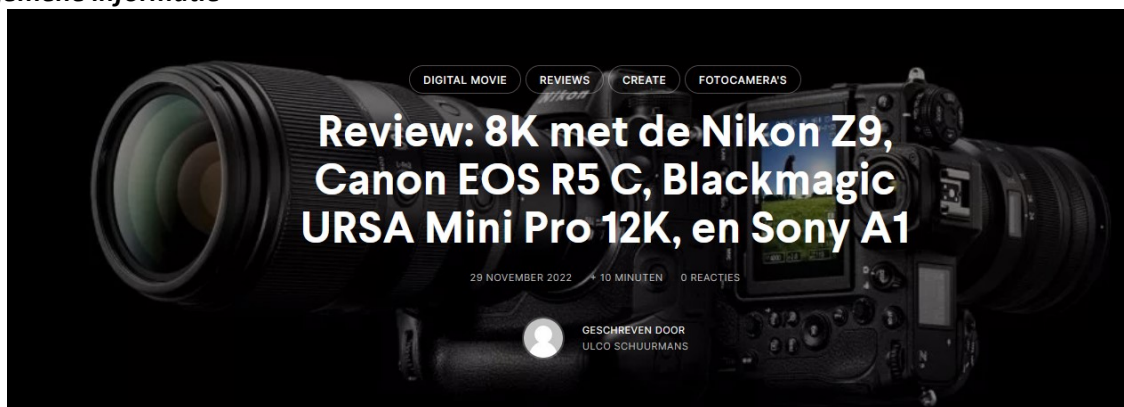 DIGITAL MOVIE
REVIEWS
CREATE
FOTOCAMERA'S
Nikon
Review: 8K met de Nikon Z9,
Canon EOS R5 C, Blackmagic
URSA Mini Pro 12K, en Sony A1
29 NOVEMBER 2022 + 10 MINUTEN 0 REACTIES
GESCHREVEN DOOR
ULCO SCHUURMANS